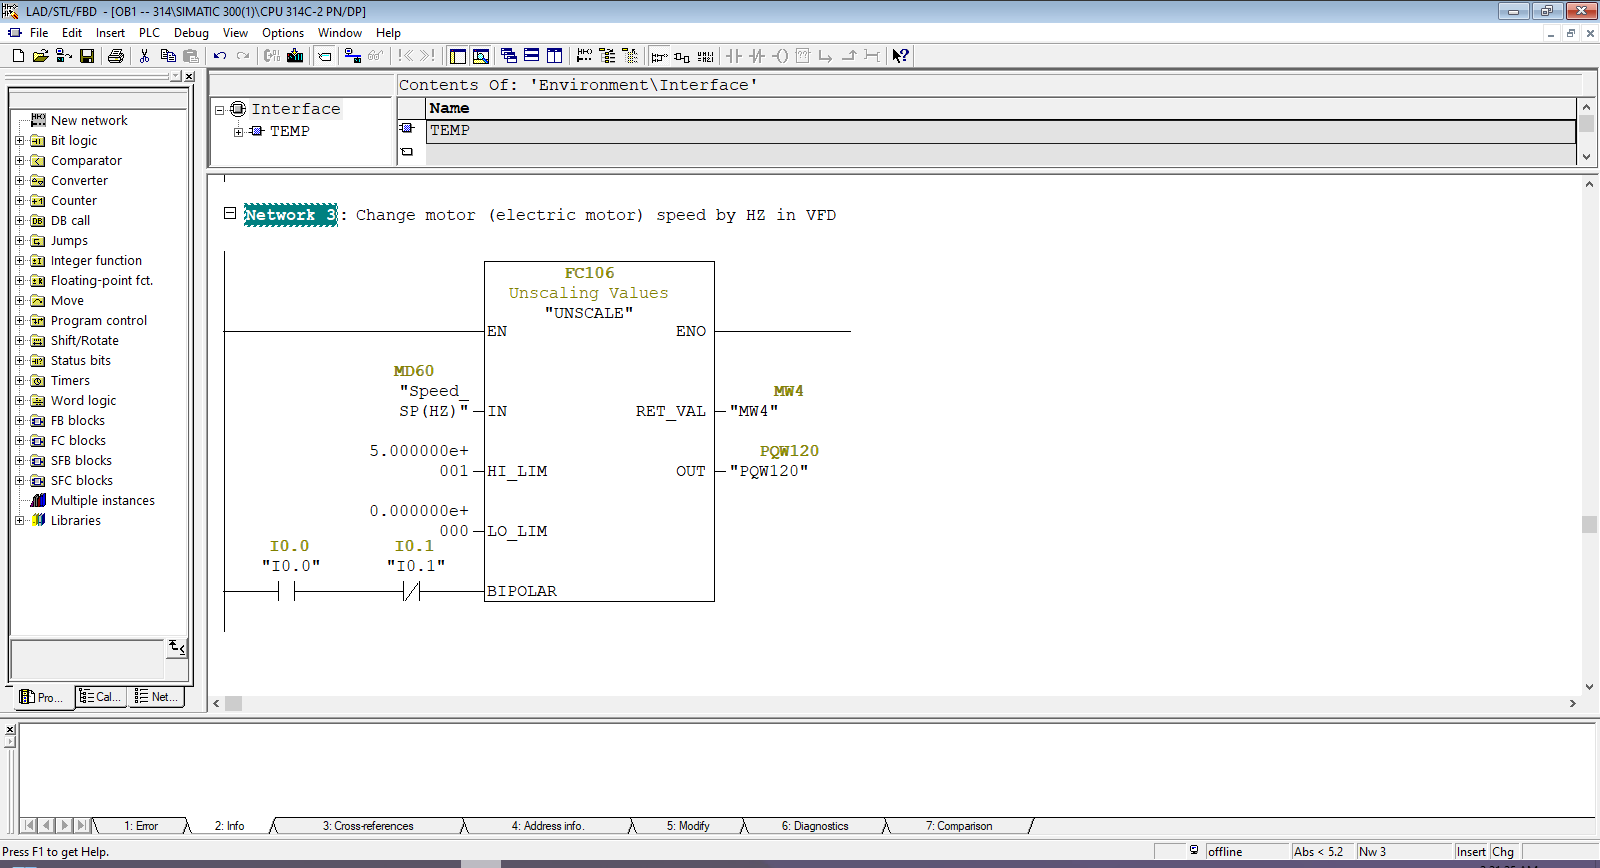 LAD/STL/FBD - [OB1 -- 314\SIMATIC 300(1)\CPU 314C-2 PN/DP]
File Edit Insert PLC Debug View Options Window Help
Contents Of: 'Environment\Interface'
Interface
TEMP
Name
TEMP
New network
Bit logic
Comparator
Converter
Counter
DB call
Jumps
Integer function
Floating-point fct.
Move
Program control
Shift/Rotate
Status bits
Timers
Word logic
FB blocks
FC blocks
SFB blocks
SFC blocks
Multiple instances
Libraries
Pro... Cal... Net...
Network 3: Change motor (electric motor) speed by HZ in VFD
FC106
Unscaling Values
"UNSCALE"
EN ENO
MD60
"Speed_
SP(HZ)" IN
MW4
RET_VAL "MW4"
5.000000e+
001 HI_LIM
PQW120
OUT "PQW120"
0.000000e+
000 LO_LIM
I0.0 I0.1
"I0.0" "I0.1"
BIPOLAR
1: Error 2: Info 3: Cross-references 4: Address info. 5: Modify 6: Diagnostics 7: Comparison
Press F1 to get Help. offline Abs < 5.2 Nw 3 Insert Chg